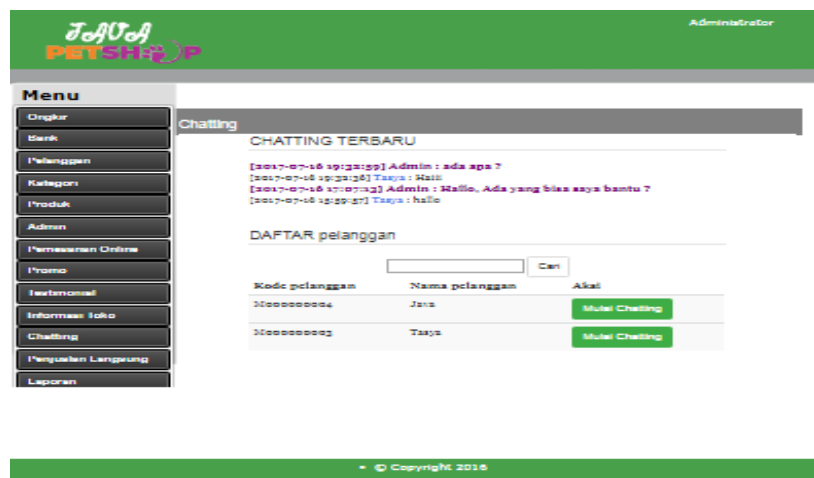 JAVA
PETSHOP
Administrator
Menu
Ongkir
Bank
Pelanggan
Kategori
Produk
Admin
Pemesanan Online
Promo
Testimonial
Informasi Toko
Chatting
Penjualan Langsung
Laporan
Chatting
CHATTING TERBARU
[2017-07-16 19:32:59] Admin : ada apa ?
[2017-07-16 19:32:36] Tasya : Haiii
[2017-07-16 17:07:13] Admin : Hallo, Ada yang bisa saya bantu ?
[2017-07-16 15:59:57] Tasya : hallo
DAFTAR pelanggan
Cari
Kode pelanggan Nama pelanggan Aksi
Java Mulai Chatting
Tasya Mulai Chatting
© Copyright 2016